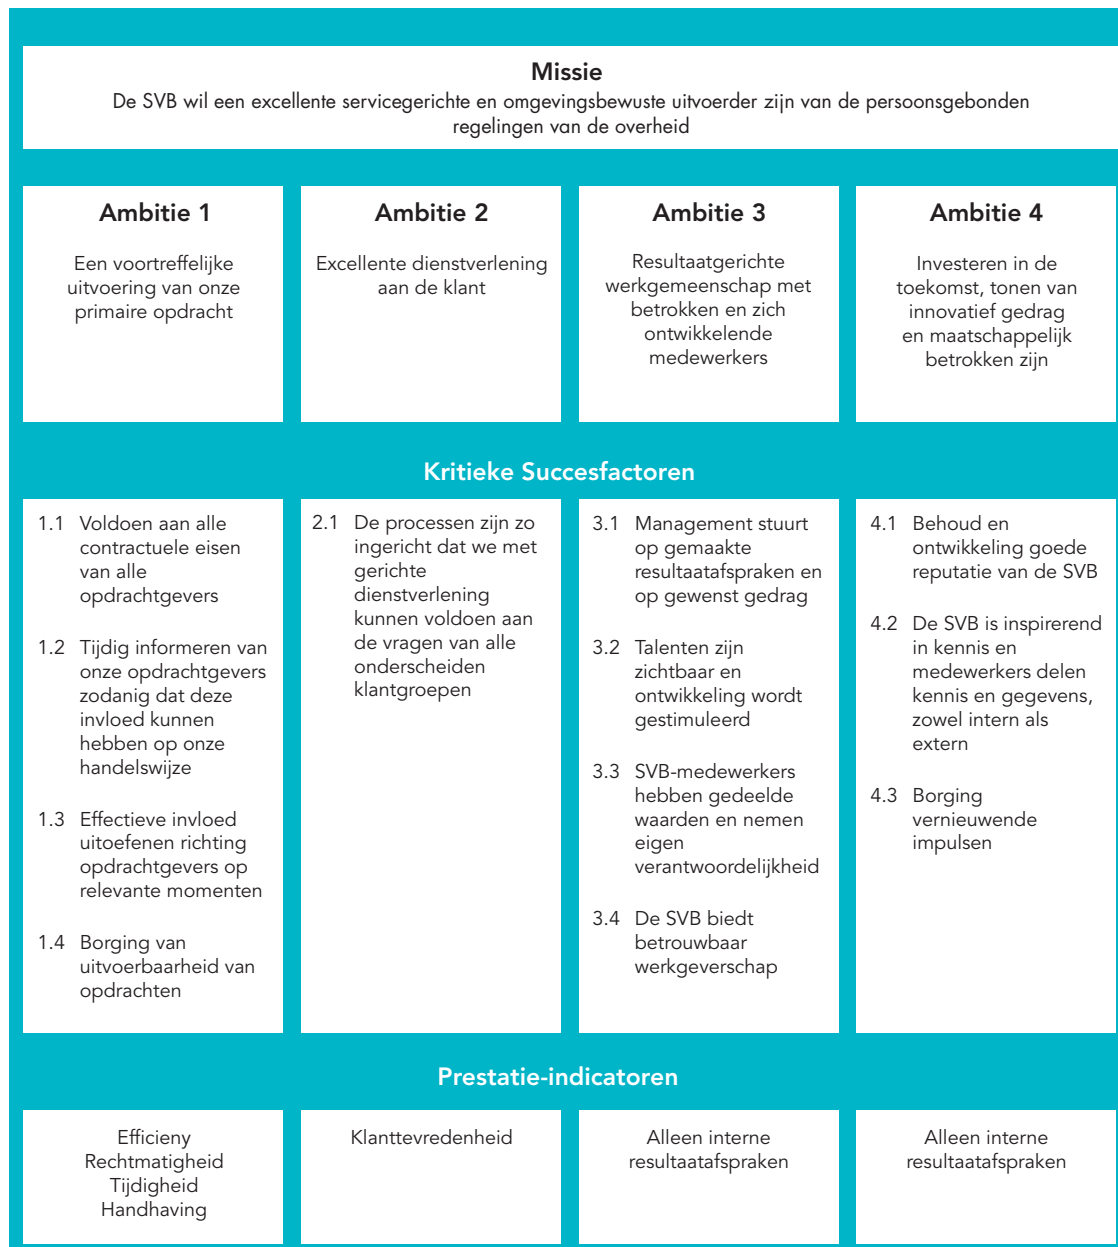 Missie
De SVB wil een excellente servicegerichte en omgevingsbewuste uitvoerder zijn van de persoonsgebonden
regelingen van de overheid
Ambitie 1
Een voortreffelijke
uitvoering van onze
primaire opdracht
Ambitie 2
Excellente dienstverlening
aan de klant
Ambitie 3
Resultaatgerichte
werkgemeenschap met
betrokken en zich
ontwikkelende
medewerkers
Ambitie 4
Investeren in de
toekomst, tonen van
innovatief gedrag
en maatschappelijk
betrokken zijn
Kritieke Succesfactoren
1.1 Voldoen aan alle
contractuele eisen
van alle
opdrachtgevers
1.2 Tijdig informeren van
onze opdrachtgevers
zodanig dat deze
invloed kunnen
hebben op onze
handelswijze
1.3 Effectieve invloed
uitoefenen richting
opdrachtgevers op
relevante momenten
1.4 Borging van
uitvoerbaarheid van
opdrachten
2.1 De processen zijn zo
ingericht dat we met
gerichte
dienstverlening
kunnen voldoen aan
de vragen van alle
onderscheiden
klantgroepen
3.1 Management stuurt
op gemaakte
resultaatafspraken en
op gewenst gedrag
3.2 Talenten zijn
zichtbaar en
ontwikkeling wordt
gestimuleerd
3.3 SVB-medewerkers
hebben gedeelde
waarden en nemen
eigen
verantwoordelijkheid
3.4 De SVB biedt
betrouwbaar
werkgeverschap
4.1 Behoud en
ontwikkeling goede
reputatie van de SVB
4.2 De SVB is inspirerend
in kennis en
medewerkers delen
kennis en gegevens,
zowel intern als
extern
4.3 Borging
vernieuwende
impulsen
Prestatie-indicatoren
Efficieny
Rechtmatigheid
Tijdigheid
Handhaving
Klanttevredenheid
Alleen interne
resultaatafspraken
Alleen interne
resultaatafspraken